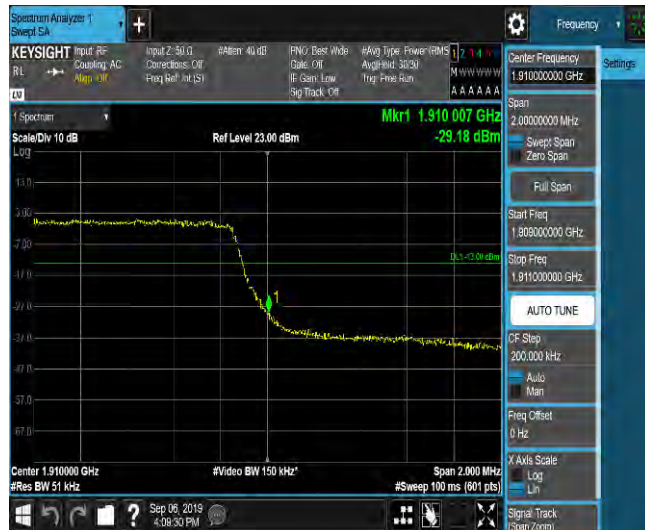 Spectrum Analyzer 1
Swept SA
+
Frequency
KEYSIGHT
RL
LXI
Input: RF
Coupling: AC
Align: Off
Input Z: 50 Ω
Corrections: Off
Freq Ref: Int (S)
#Atten: 40 dB
PNO: Best Wide
Gate: Off
IF Gain: Low
Sig Track: Off
#Avg Type: Power (RMS
Avg|Hold: 30/30
Trig: Free Run
M W W W W W
A A A A A A
Settings
Center Frequency
1.910000000 GHz
Span
2.00000000 MHz
Swept Span
Zero Span
Full Span
Start Freq
1.909000000 GHz
Stop Freq
1.911000000 GHz
AUTO TUNE
CF Step
200.000 kHz
Auto
Man
Freq Offset
0 Hz
X Axis Scale
Log
Lin
Signal Track
(Span Zoom)
1 Spectrum
Scale/Div 10 dB
Ref Level 23.00 dBm
Mkr1 1.910 007 GHz
-29.18 dBm
Log
13.0
3.00
-7.00
DL1 -13.00 dBm
-17.0
-27.0
1
-37.0
-47.0
-57.0
-67.0
Center 1.910000 GHz
#Video BW 150 kHz*
Span 2.000 MHz
#Res BW 51 kHz
#Sweep 100 ms (601 pts)
?
Sep 06, 2019
4:09:30 PM